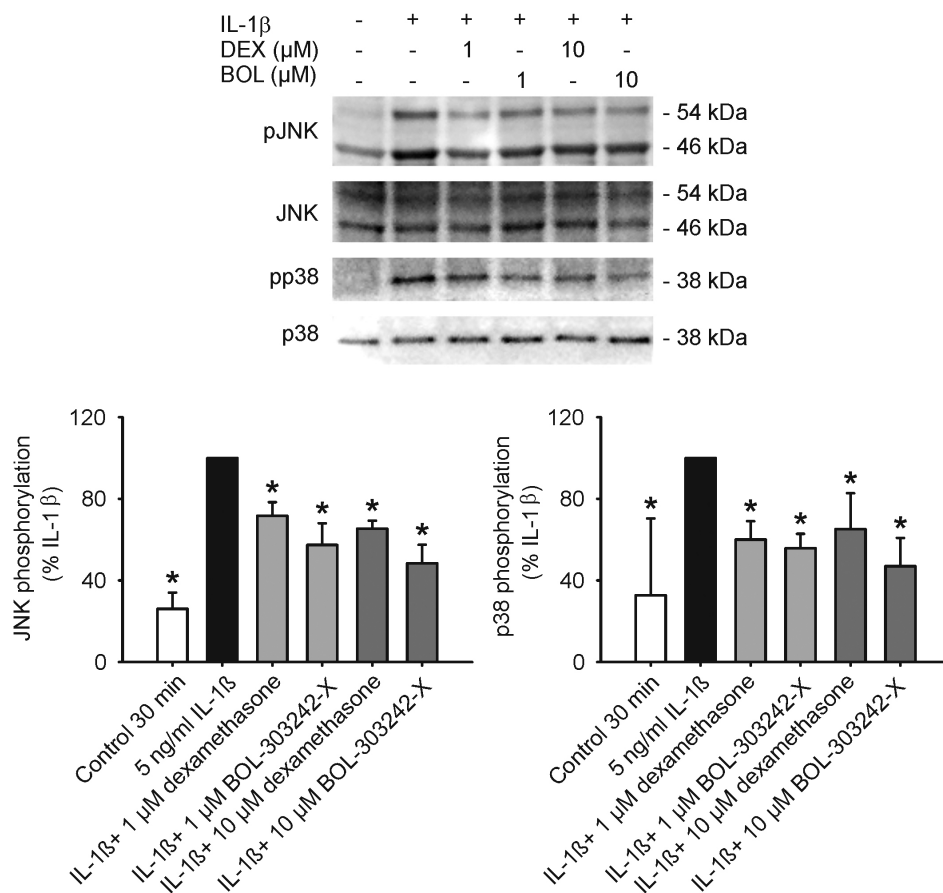 IL-1β - + + + + +
DEX (µM) - - 1 - 10 -
BOL (µM) - - - 1 - 10
pJNK - 54 kDa
- 46 kDa
JNK - 54 kDa
- 46 kDa
pp38 - 38 kDa
p38 - 38 kDa
JNK phosphorylation
(% IL-1 β)
120
80
40
0
*
*
*
*
*
Control 30 min
5 ng/ml IL-1ß
IL-1ß+ 1 µM dexamethasone
IL-1ß+ 1 µM BOL-303242-X
IL-1ß+ 10 µM dexamethasone
IL-1ß+ 10 µM BOL-303242-X
p38 phosphorylation
(% IL-1 β)
120
80
40
0
*
*
*
*
*
Control 30 min
5 ng/ml IL-1ß
IL-1ß+ 1 µM dexamethasone
IL-1ß+ 1 µM BOL-303242-X
IL-1ß+ 10 µM dexamethasone
IL-1ß+ 10 µM BOL-303242-X